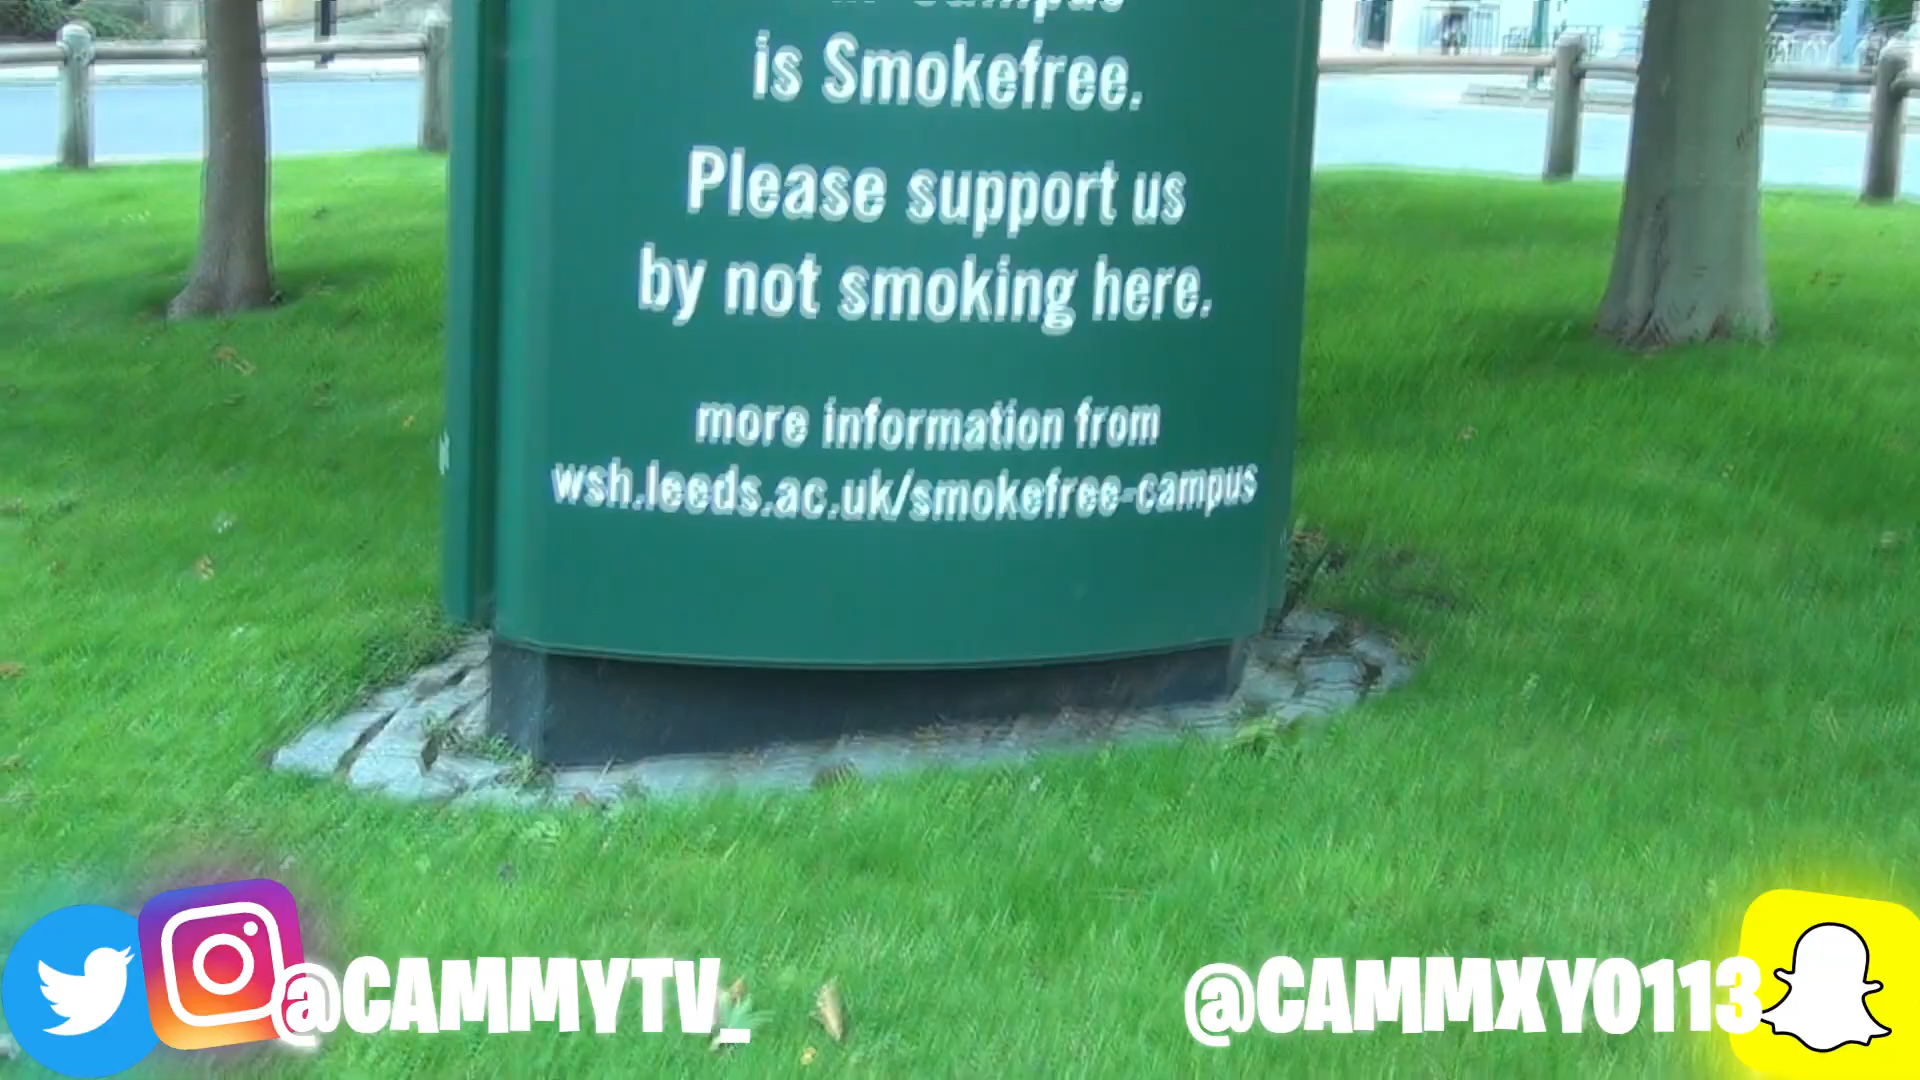 campus
is Smokefree.
Please support us
by not smoking here.
more information from
wsh.leeds.ac.uk/smokefree-campus
@CAMMYTV_
@CAMMXY0113